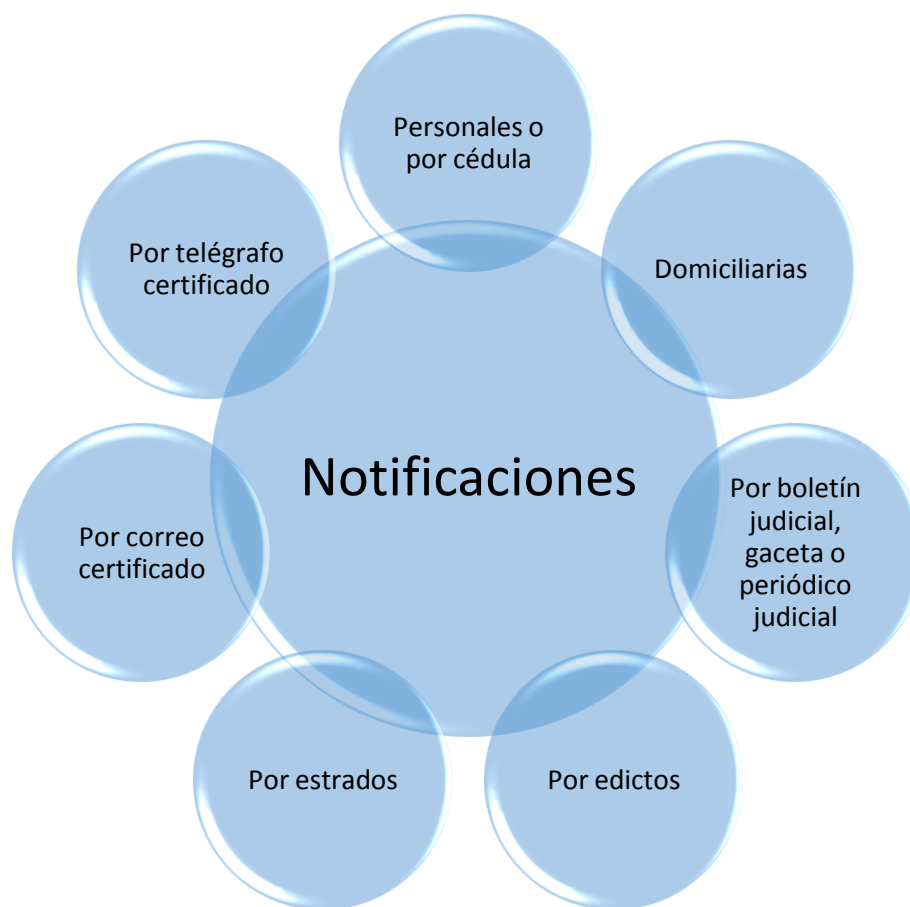 Personales o
por cédula
Domiciliarias
Por boletín
judicial,
gaceta o
periódico
judicial
Por edictos
Por estrados
Por correo
certificado
Por telégrafo
certificado
Notificaciones